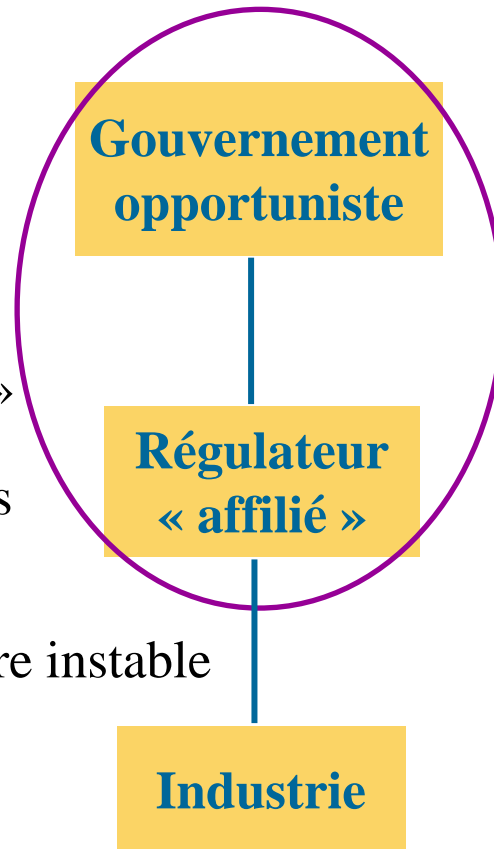 Gouvernement
opportuniste
»
Régulateur
« affilié »
s
re instable
Industrie